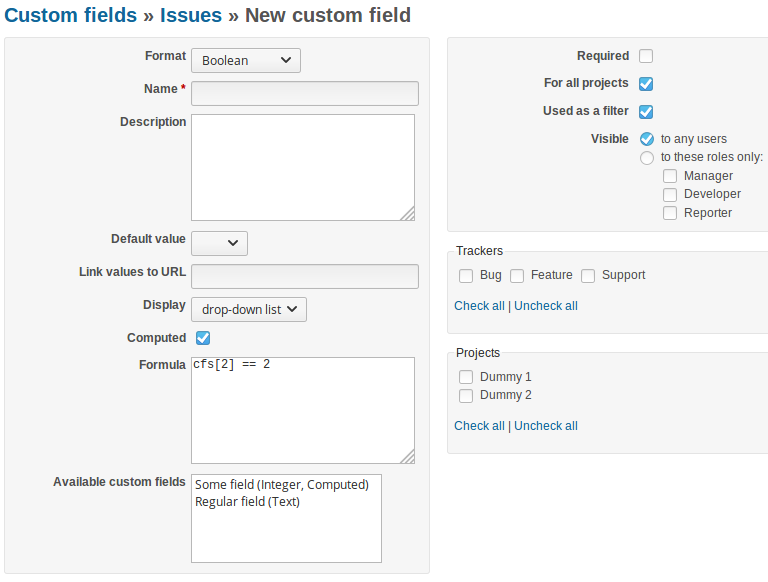 Custom fields » Issues » New custom field
Format Boolean
Name *
Description
Default value
Link values to URL
Display drop-down list
Computed
Formula cfs[2] == 2
Available custom fields Some field (Integer, Computed)
Regular field (Text)
Required
For all projects
Used as a filter
Visible to any users
to these roles only:
Manager
Developer
Reporter
Trackers
Bug Feature Support
Check all | Uncheck all
Projects
Dummy 1
Dummy 2
Check all | Uncheck all